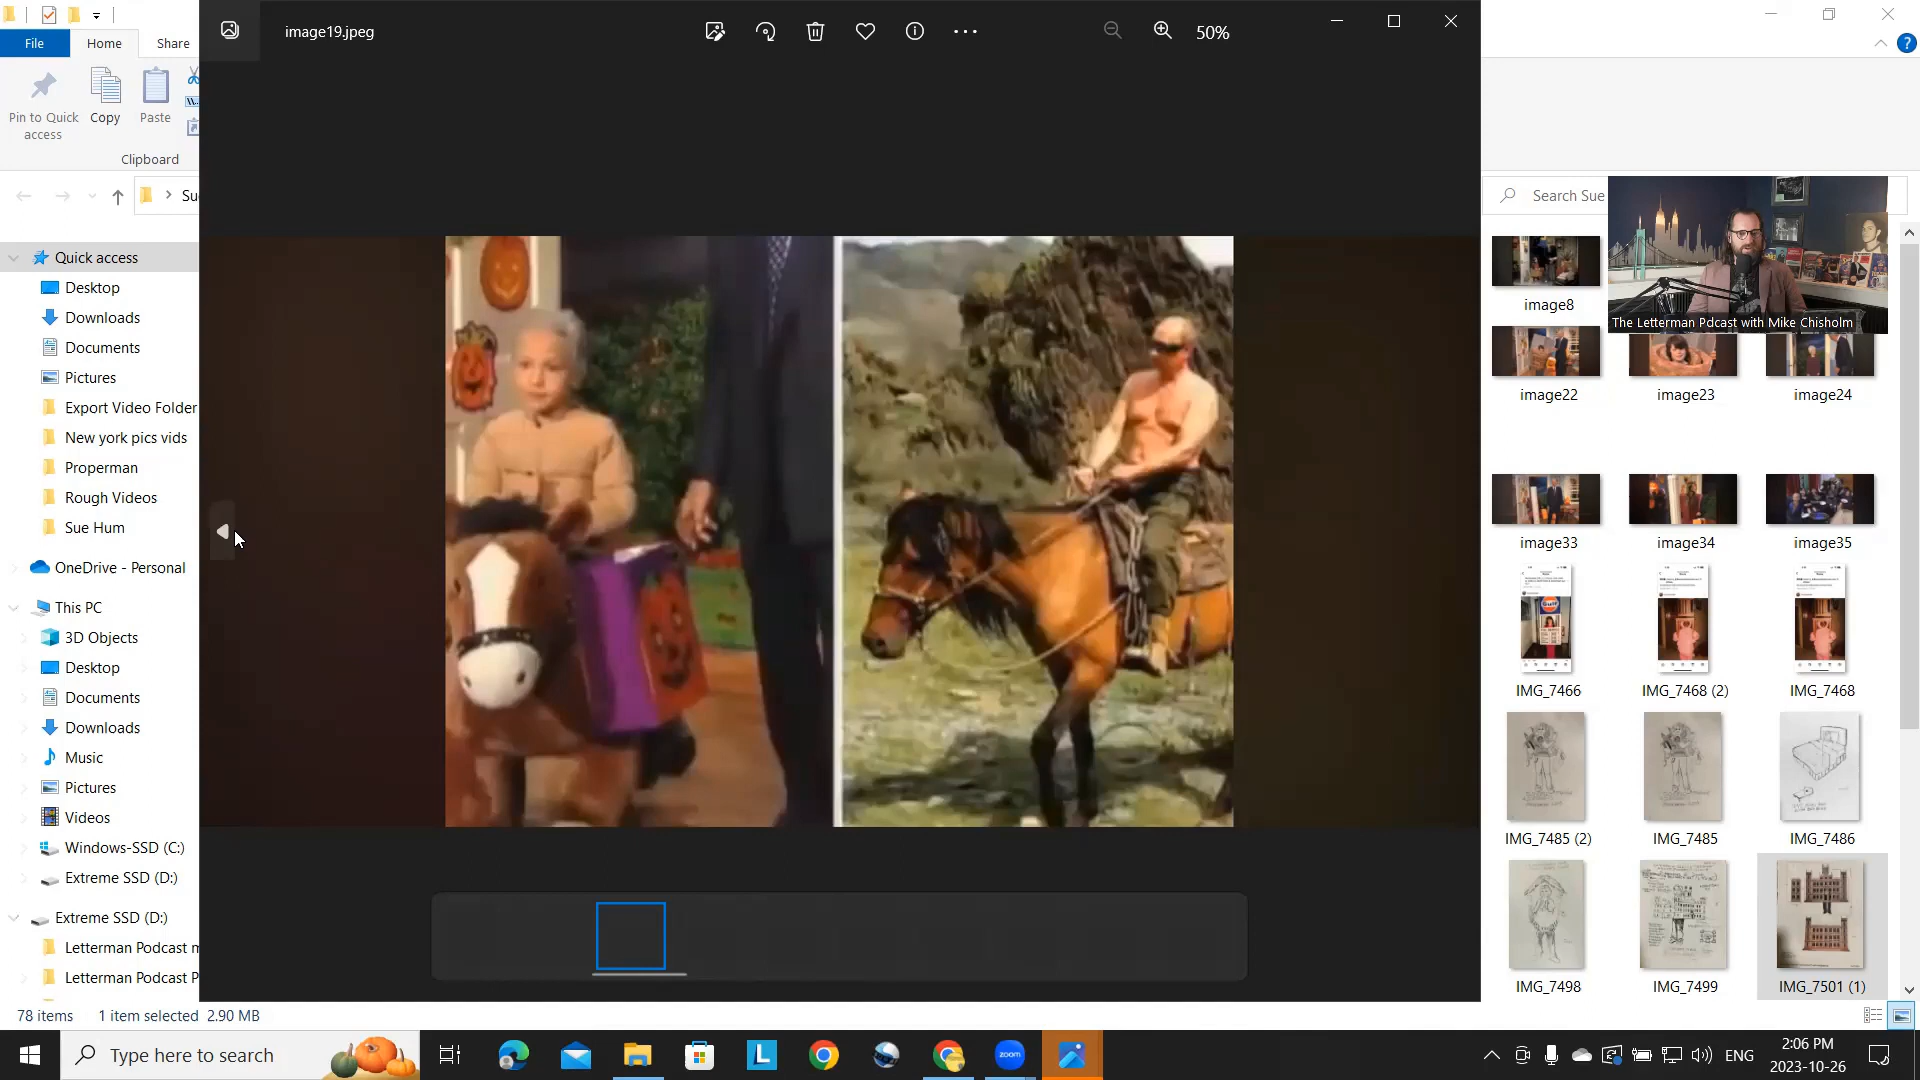 image19.jpeg
50%
File
Home
Share
Pin to Quick access
Copy
Paste
Clipboard
Su
Search Sue
Quick access
Desktop
Downloads
Documents
Pictures
Export Video Folder
New york pics vids
Properman
Rough Videos
Sue Hum
OneDrive - Personal
This PC
3D Objects
Desktop
Documents
Downloads
Music
Pictures
Videos
Windows-SSD (C:)
Extreme SSD (D:)
Extreme SSD (D:)
Letterman Podcast m
Letterman Podcast P
The Letterman Pdcast with Mike Chisholm
image8
image22
image23
image24
image33
image34
image35
IMG_7466
IMG_7468 (2)
IMG_7468
IMG_7485 (2)
IMG_7485
IMG_7486
IMG_7498
IMG_7499
IMG_7501 (1)
78 items
1 item selected 2.90 MB
Type here to search
L
zoom
ENG
2:06 PM
2023-10-26